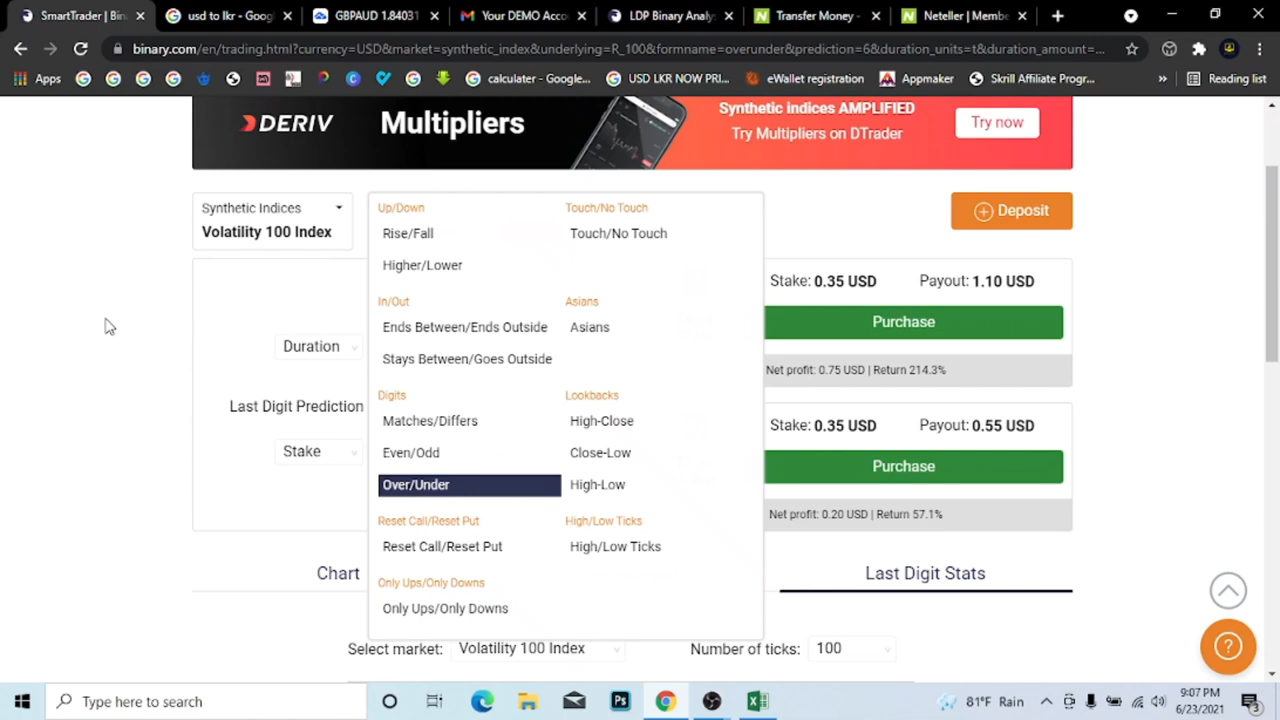 SmartTrader | Bin
usd to lkr - Goog
GBPAUD 1.84031
Your DEMO Acco
LDP Binary Analy
Transfer Money -
Neteller | Membe
binary.com/en/trading.html?currency=USD&market=synthetic_index&underlying=R_100&formname=overunder&prediction=6&duration_units=t&duration_amount=...
Apps
calculater - Google...
USD LKR NOW PRI...
eWallet registration
Appmaker
Skrill Affiliate Prog...
Reading list
DERIV
Multipliers
Synthetic indices AMPLIFIED
Try Multipliers on DTrader
Try now
Synthetic Indices
Volatility 100 Index
Deposit
Up/Down
Rise/Fall
Higher/Lower
In/Out
Ends Between/Ends Outside
Stays Between/Goes Outside
Digits
Matches/Differs
Even/Odd
Over/Under
Reset Call/Reset Put
Reset Call/Reset Put
Only Ups/Only Downs
Only Ups/Only Downs
Touch/No Touch
Touch/No Touch
Asians
Asians
Lookbacks
High-Close
Close-Low
High-Low
High/Low Ticks
High/Low Ticks
Duration
Last Digit Prediction
Stake
Stake: 0.35 USD Payout: 1.10 USD
Purchase
Net profit: 0.75 USD | Return 214.3%
Stake: 0.35 USD Payout: 0.55 USD
Purchase
Net profit: 0.20 USD | Return 57.1%
Chart
Last Digit Stats
Select market: Volatility 100 Index
Number of ticks: 100
Type here to search
Ps
81°F Rain
9:07 PM
6/23/2021
3